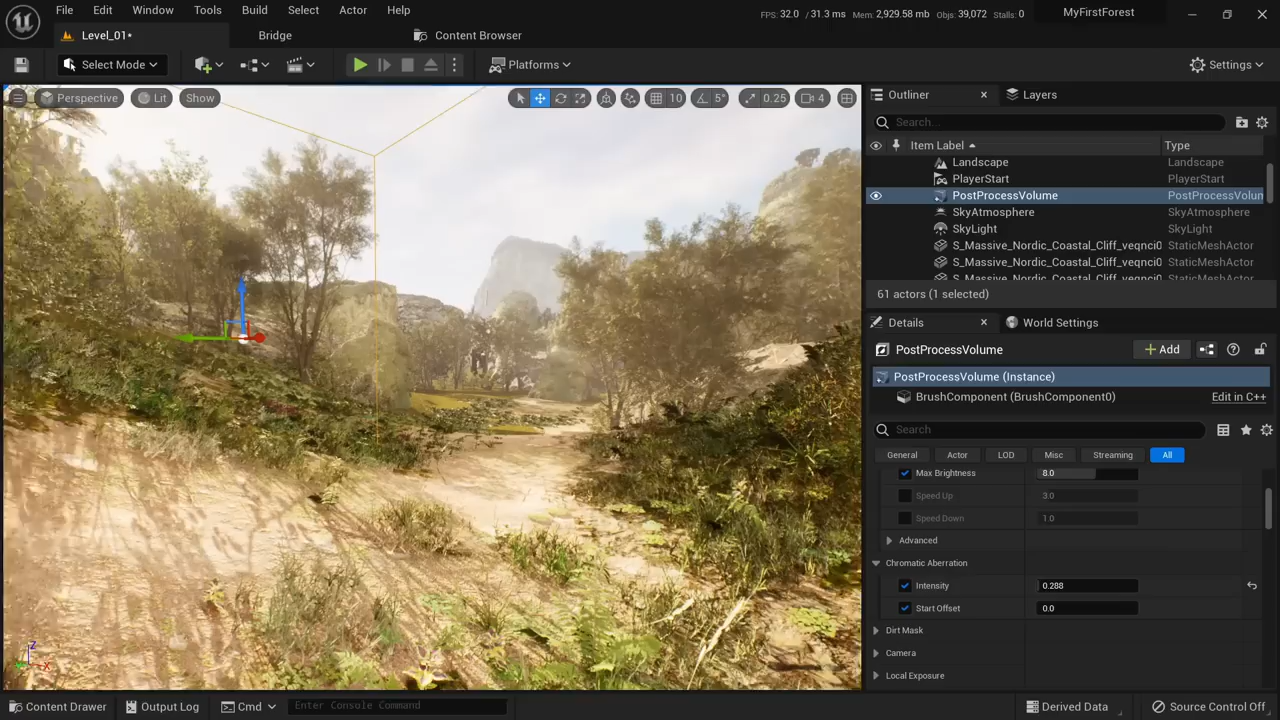 File Edit Window Tools Build Select Actor Help
FPS: 32.0 / 31.3 ms Mem: 2,929.58 mb Objs: 39,072 Stalls: 0 MyFirstForest
Level_01* Bridge Content Browser
Select Mode Platforms Settings
Perspective Lit Show 10 5° 0.25 4
Outliner Layers
Search...
Item Label Type
Landscape Landscape
PlayerStart PlayerStart
PostProcessVolume PostProcessVolun
SkyAtmosphere SkyAtmosphere
SkyLight SkyLight
S_Massive_Nordic_Coastal_Cliff_veqnci0 StaticMeshActor
S_Massive_Nordic_Coastal_Cliff_veqnci0 StaticMeshActor
S_Massive_Nordic_Coastal_Cliff_veqnci0 StaticMeshActor
61 actors (1 selected)
Details World Settings
PostProcessVolume Add
PostProcessVolume (Instance)
BrushComponent (BrushComponent0) Edit in C++
Search
General Actor LOD Misc Streaming All
Max Brightness 8.0
Speed Up 3.0
Speed Down 1.0
Advanced
Chromatic Aberration
Intensity 0.288
Start Offset 0.0
Dirt Mask
Camera
Local Exposure
Z
X
Content Drawer Output Log Cmd Enter Console Command Derived Data Source Control Off